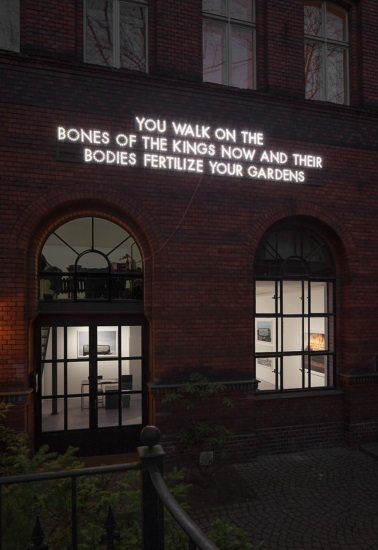 YOU WALK ON THE
BONES OF THE KINGS NOW AND THEIR
BODIES FERTILIZE YOUR GARDENS